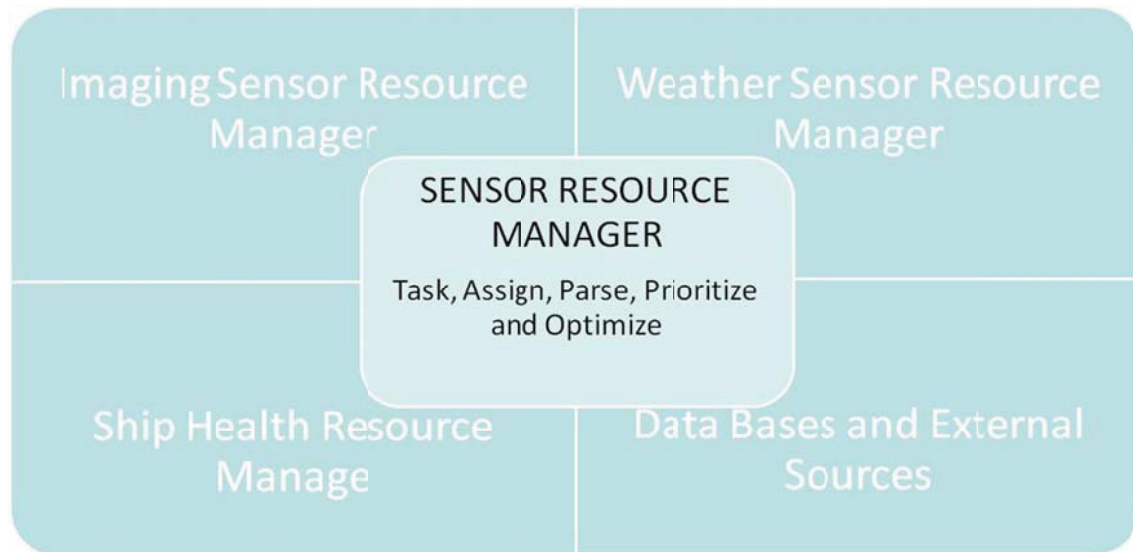 Imaging Sensor Resource
Manager
Weather Sensor Resource
Manager
SENSOR RESOURCE
MANAGER
Task, Assign, Parse, Prioritize
and Optimize
Ship Health Resource
Manage
Data Bases and External
Sources